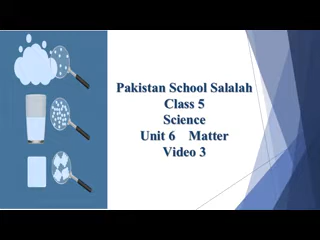 Pakistan School Salalah
Class 5
Science
Unit 6 Matter
Video 3